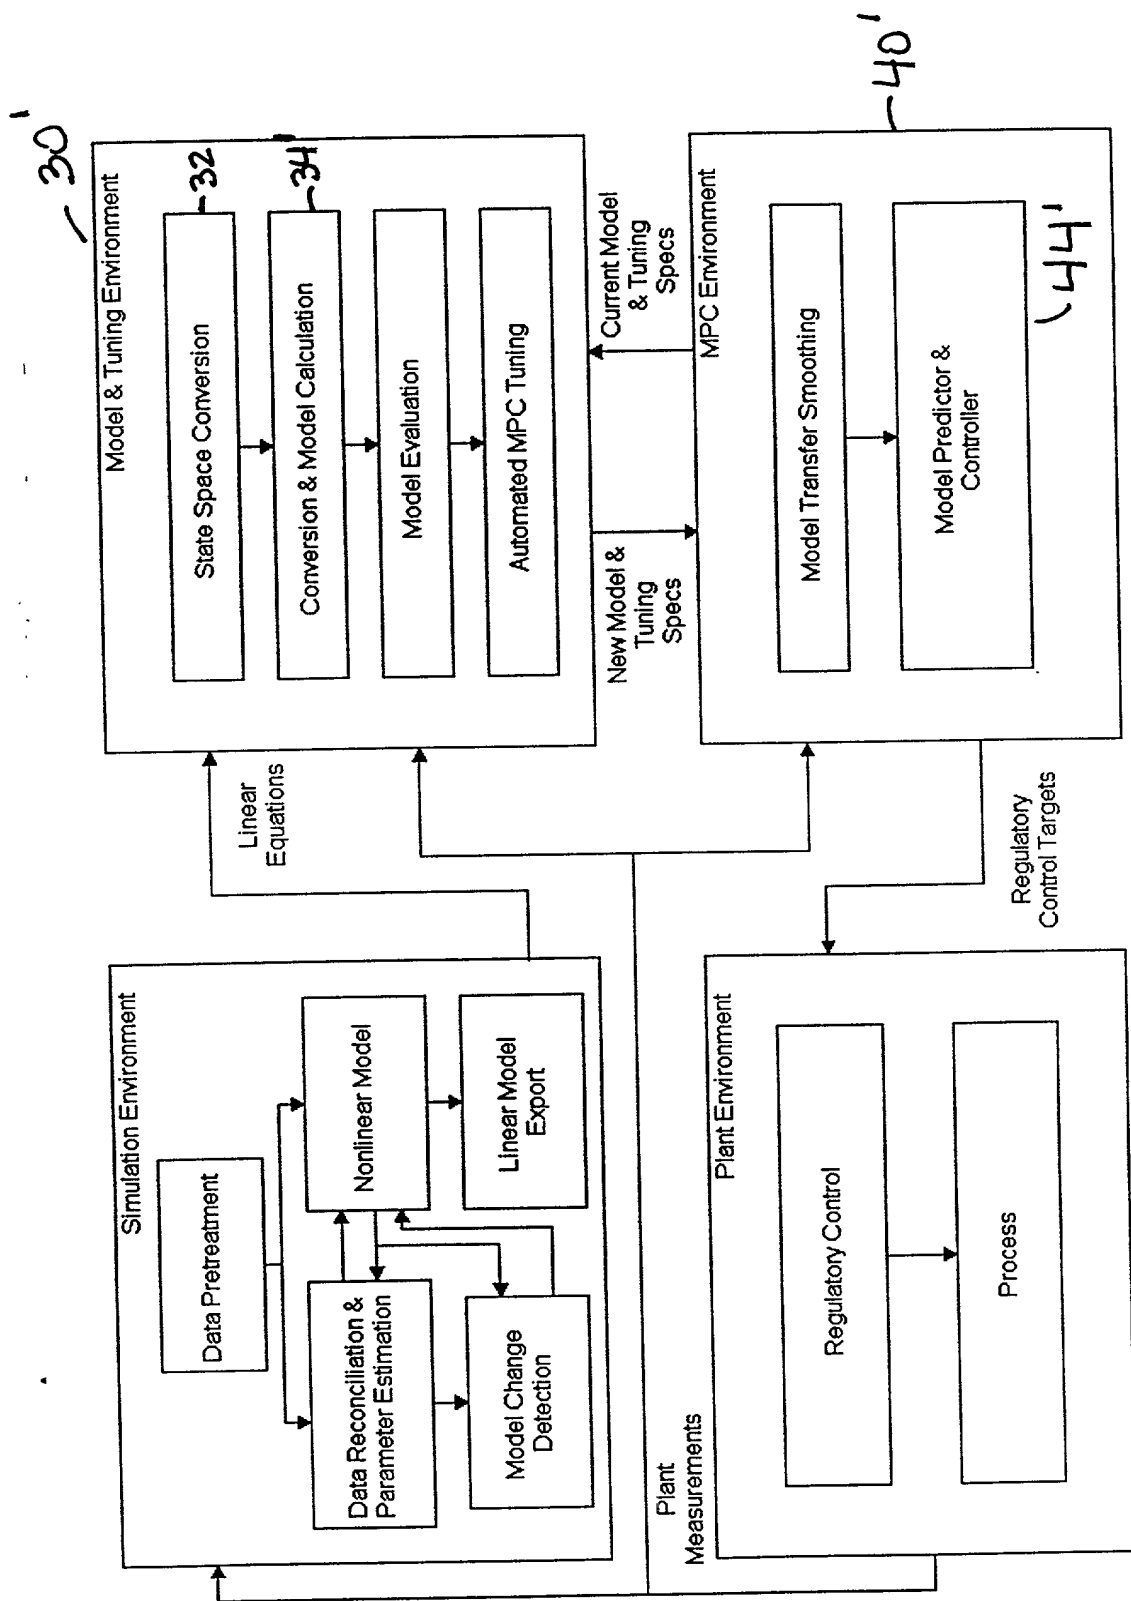 Simulation Environment
Data Pretreatment
Data Reconciliation &
Parameter Estimation
Nonlinear Model
Model Change
Detection
Linear Model
Export
Linear
Equations
30'
Model & Tuning Environment
State Space Conversion
32
Conversion & Model Calculation
34'
Model Evaluation
Automated MPC Tuning
New Model &
Tuning
Specs
Current Model
& Tuning
Specs
Plant
Measurements
Plant Environment
Regulatory Control
Process
Regulatory
Control Targets
40'
MPC Environment
Model Transfer Smoothing
Model Predictor &
Controller
44'